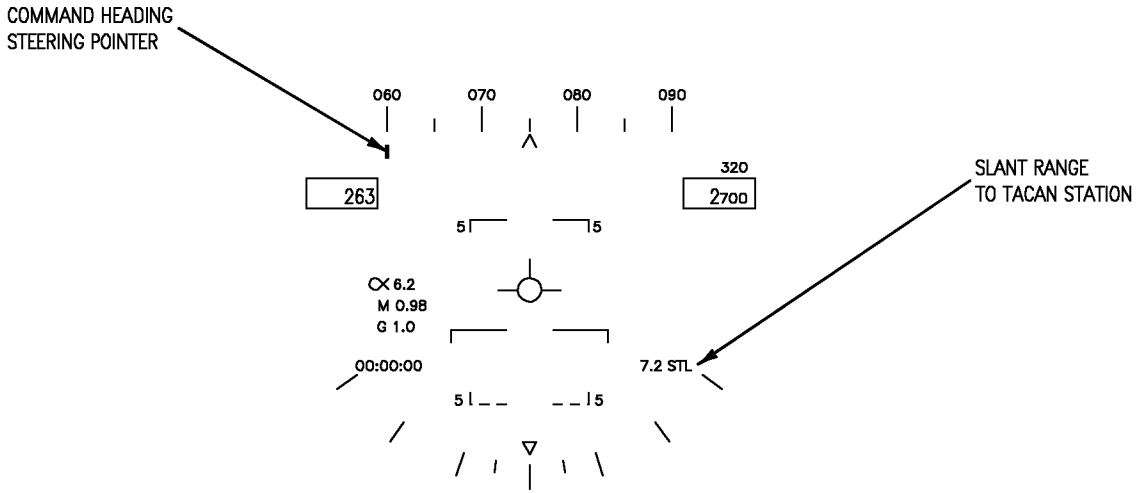 COMMAND HEADING
STEERING POINTER
060 070 080 090
320
263 2700
SLANT RANGE
TO TACAN STATION
5 5
α 6.2
M 0.98
G 1.0
00:00:00 7.2 STL
5 5